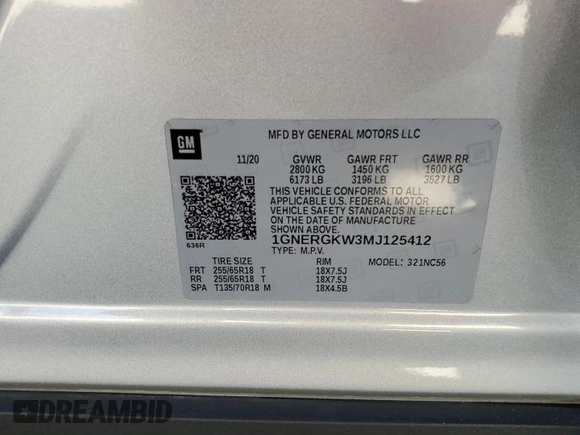 GM
MFD BY GENERAL MOTORS LLC
11/20 GVWR GAWR FRT GAWR RR
2800 KG 1450 KG 1600 KG
6173 LB 3196 LB 3527 LB
THIS VEHICLE CONFORMS TO ALL
APPLICABLE U.S. FEDERAL MOTOR
VEHICLE SAFETY STANDARDS IN EFFECT
ON THE DATE OF MANUFACTURE
SHOWN ABOVE.
636R
1GNERGKW3MJ125412
TYPE: M.P.V. MODEL: 321NC56
TIRE SIZE RIM
FRT 255/65R18 T 18X7.5J
RR 255/65R18 T 18X7.5J
SPA T135/70R18 M 18X4.5B
DREAMBID